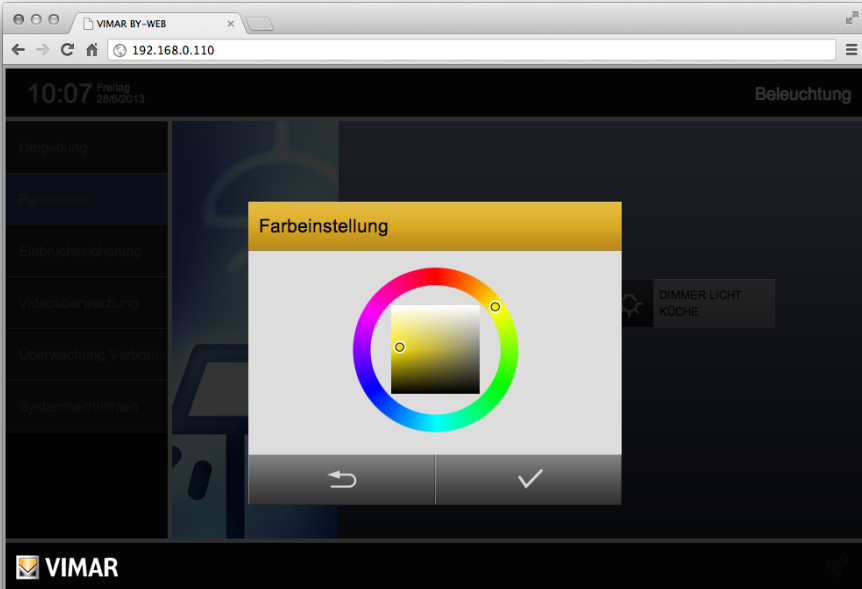 VIMAR BY-WEB
192.168.0.110
10:07 Freitag
28/6/2013
Beleuchtung
Umgebung
Funktionen
Einbruchssicherung
Videoüberwachung
Überwachung Verbrau
Systemnachrichten
Farbeinstellung
DIMMER LICHT
KÜCHE
VIMAR